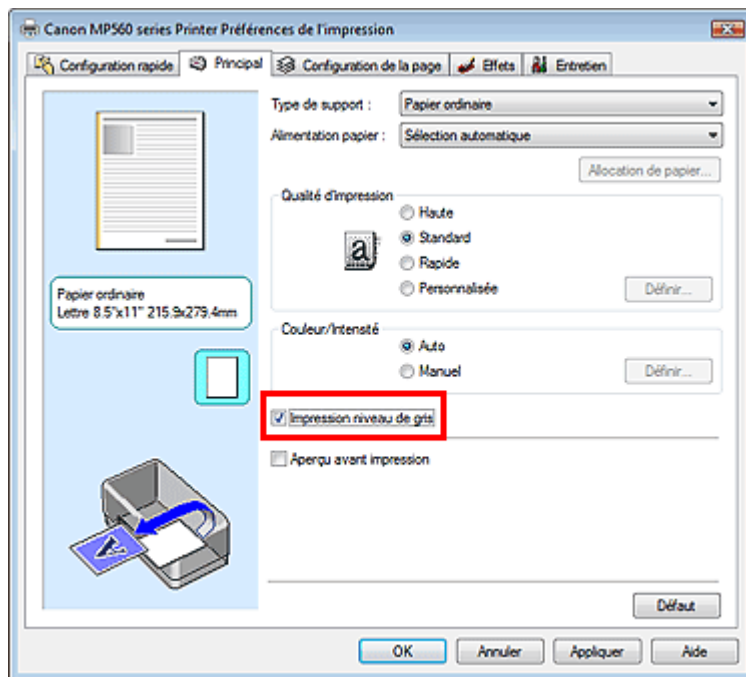 Canon MP560 series Printer Préférences de l'impression
Configuration rapide Principal Configuration de la page Effets Entretien
Type de support : Papier ordinaire
Alimentation papier : Sélection automatique
Allocation de papier...
Qualité d'impression
Haute
a Standard
Rapide
Personnalisée Définir...
Papier ordinaire
Lettre 8.5"x11" 215.9x279.4mm
Couleur/Intensité
Auto
Manuel Définir...
Impression niveau de gris
Aperçu avant impression
A
Défaut
OK Annuler Appliquer Aide